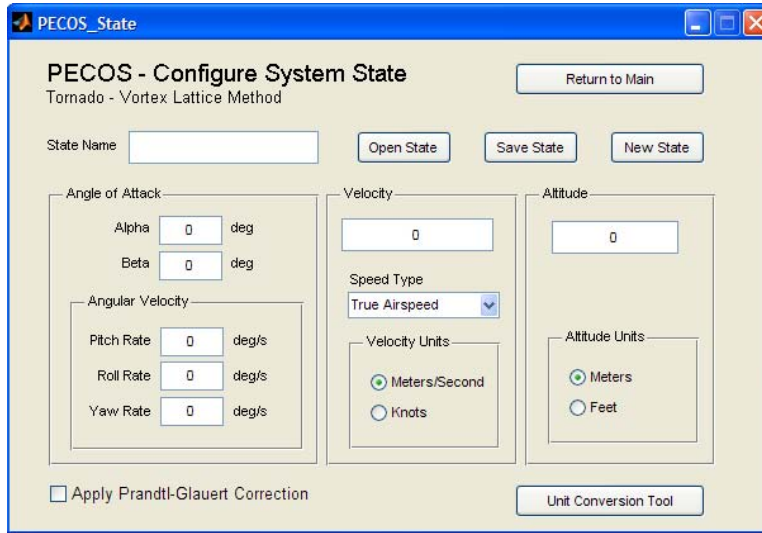 PECOS_State
PECOS - Configure System State
Return to Main
Tornado - Vortex Lattice Method
State Name
Open State
Save State
New State
Angle of Attack
Alpha 0 deg
Beta 0 deg
Angular Velocity
Pitch Rate 0 deg/s
Roll Rate 0 deg/s
Yaw Rate 0 deg/s
Velocity
0
Speed Type
True Airspeed
Velocity Units
Meters/Second
Knots
Altitude
0
Altitude Units
Meters
Feet
Apply Prandtl-Glauert Correction
Unit Conversion Tool